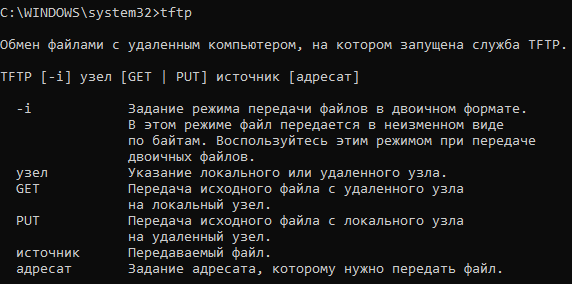 C:\WINDOWS\system32>tftp
Обмен файлами с удаленным компьютером, на котором запущена служба TFTP.
TFTP [-i] узел [GET | PUT] источник [адресат]
-i Задание режима передачи файлов в двоичном формате.
В этом режиме файл передается в неизменном виде
по байтам. Воспользуйтесь этим режимом при передаче
двоичных файлов.
узел Указание локального или удаленного узла.
GET Передача исходного файла с удаленного узла
на локальный узел.
PUT Передача исходного файла с локального узла
на удаленный узел.
источник Передаваемый файл.
адресат Задание адресата, которому нужно передать файл.